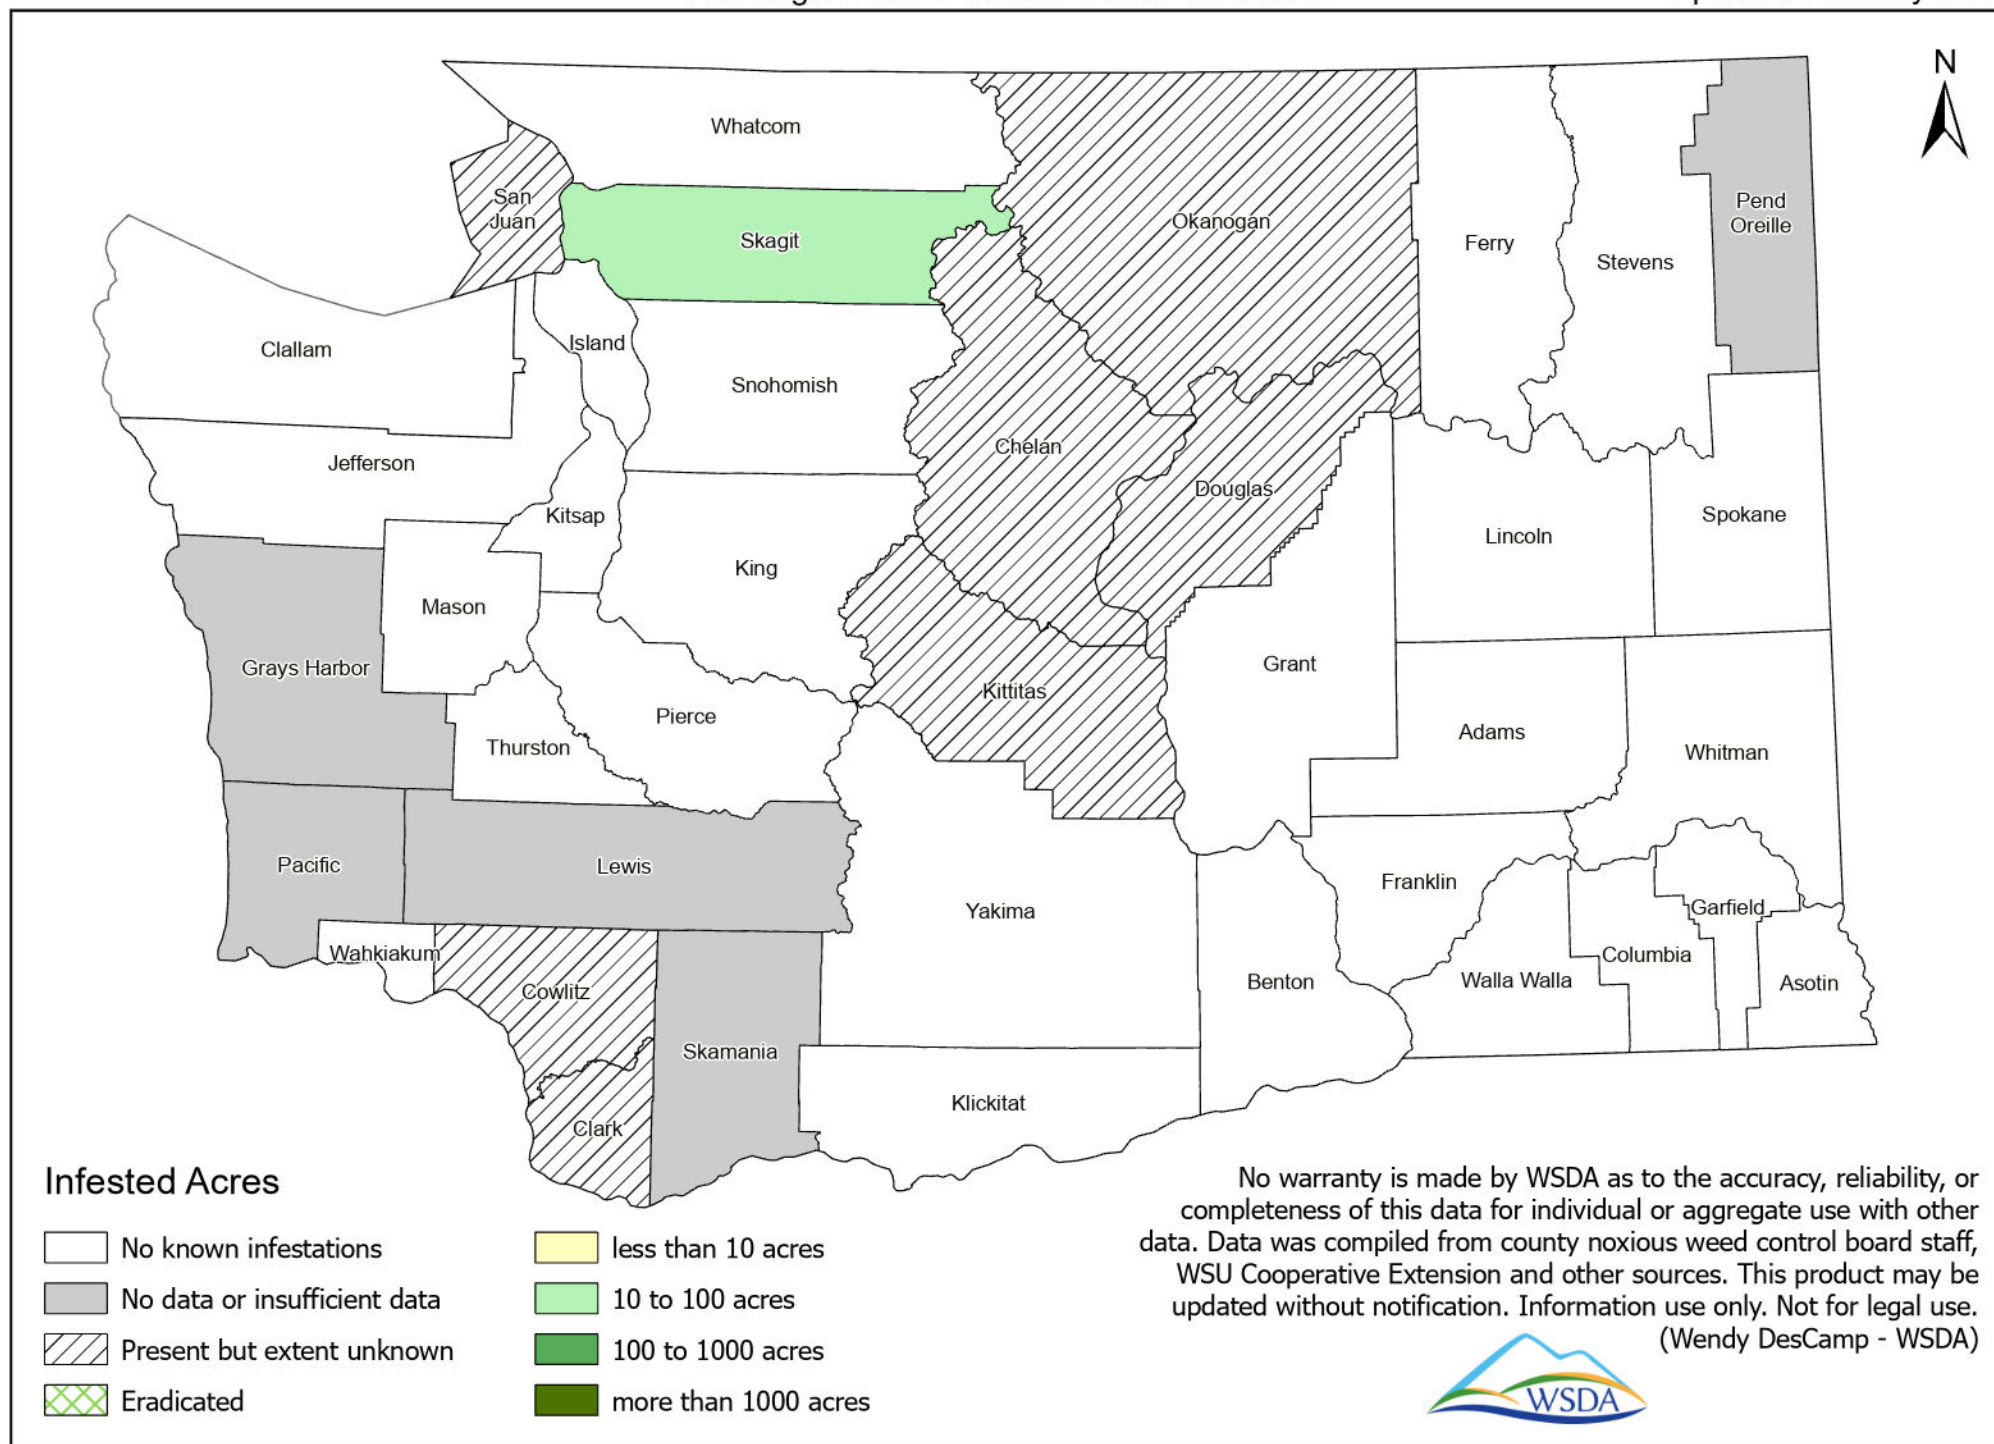 N
Whatcom
San
Juan
Skagit
Okanogan
Ferry
Stevens
Pend
Oreille
Clallam
Island
Snohomish
Chelan
Jefferson
Kitsap
Douglas
Lincoln
Spokane
King
Mason
Grays Harbor
Kittitas
Grant
Pierce
Thurston
Adams
Whitman
Pacific
Lewis
Yakima
Franklin
Garfield
Wahkiakum
Columbia
Cowlitz
Benton
Walla Walla
Asotin
Skamania
Klickitat
Clark
Infested Acres
No known infestations
No data or insufficient data
Present but extent unknown
Eradicated
less than 10 acres
10 to 100 acres
100 to 1000 acres
more than 1000 acres
No warranty is made by WSDA as to the accuracy, reliability, or
completeness of this data for individual or aggregate use with other
data. Data was compiled from county noxious weed control board staff,
WSU Cooperative Extension and other sources. This product may be
updated without notification. Information use only. Not for legal use.
(Wendy DesCamp - WSDA)
WSDA